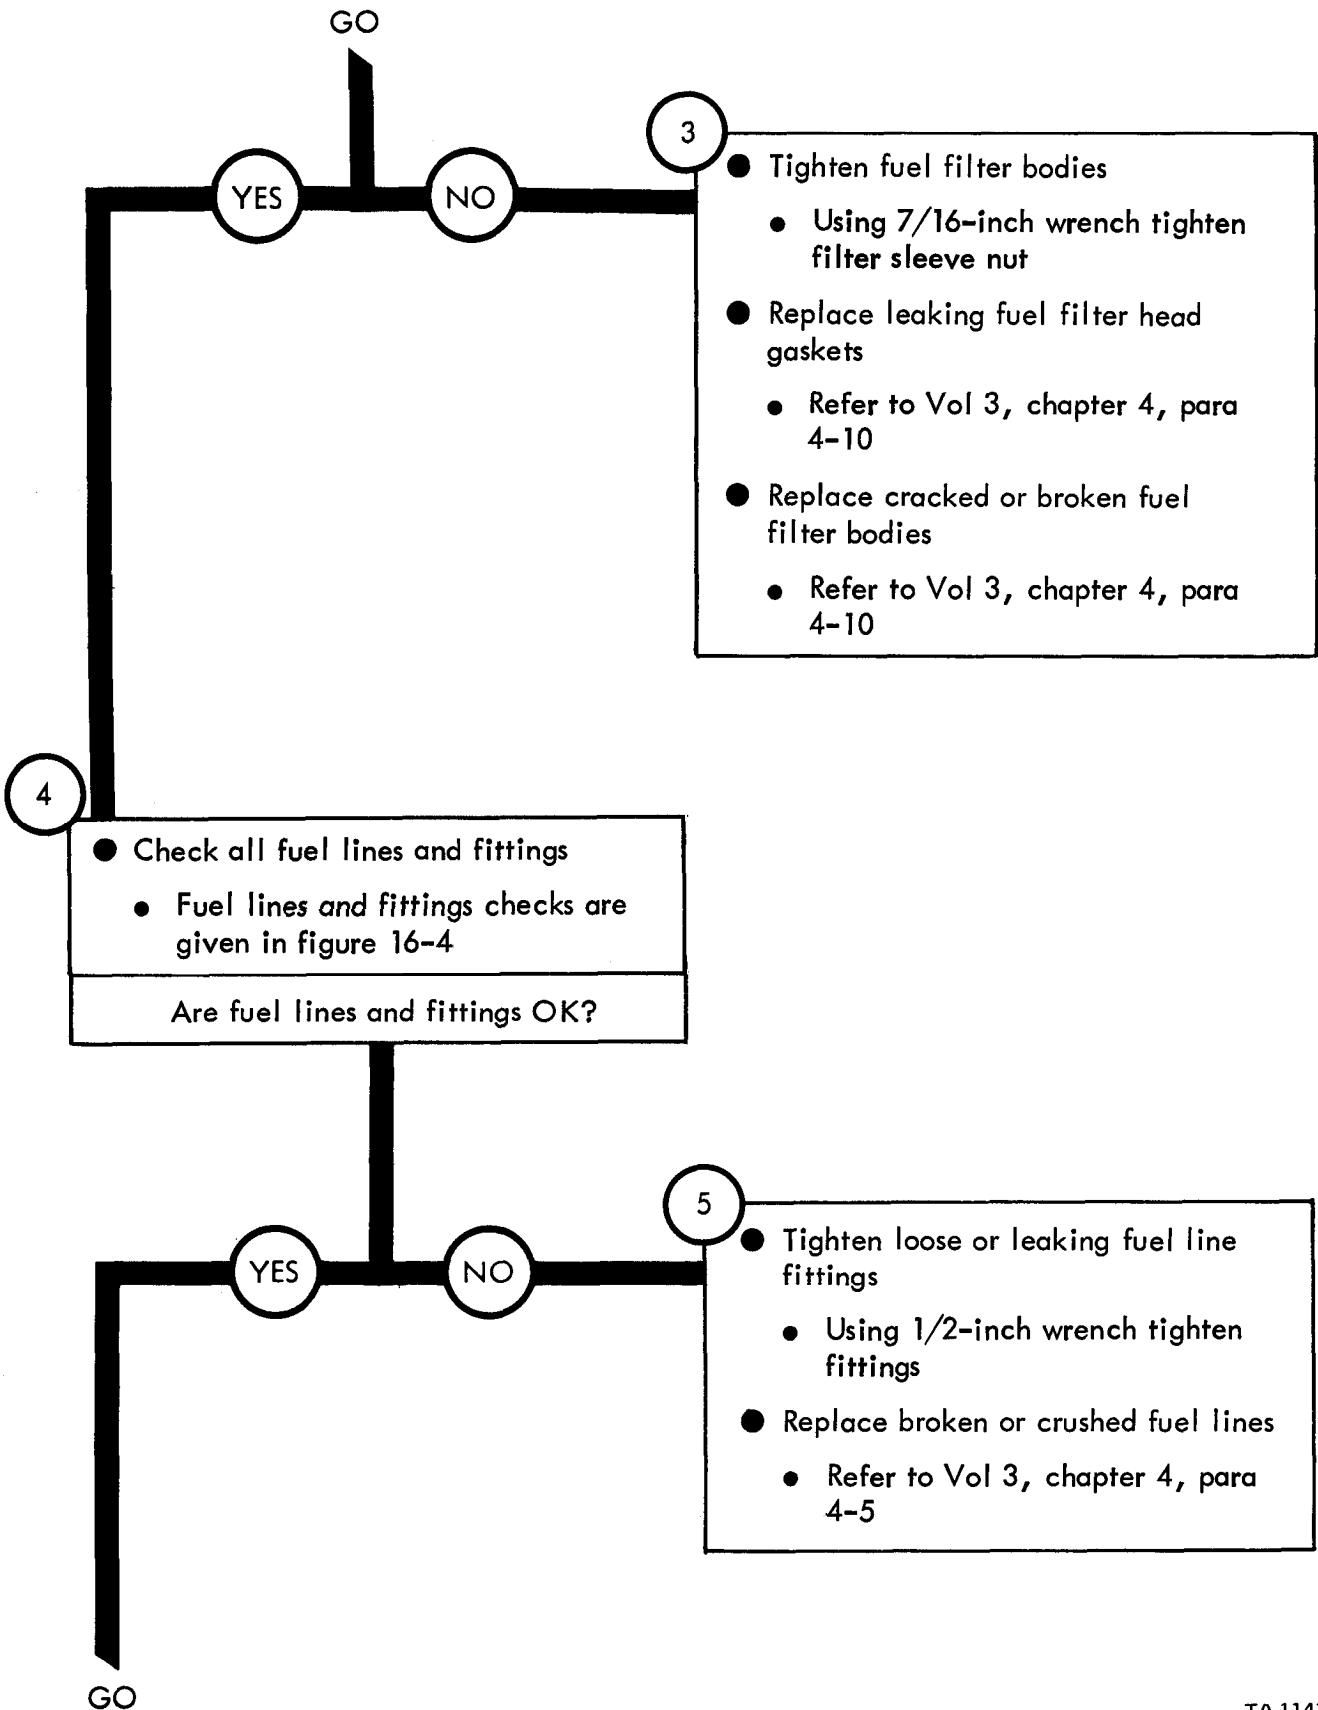 GO
YES
NO
3
● Tighten fuel filter bodies
● Using 7/16-inch wrench tighten
filter sleeve nut
● Replace leaking fuel filter head
gaskets
● Refer to Vol 3, chapter 4, para
4-10
● Replace cracked or broken fuel
filter bodies
● Refer to Vol 3, chapter 4, para
4-10
4
● Check all fuel lines and fittings
● Fuel lines and fittings checks are
given in figure 16-4
Are fuel lines and fittings OK?
YES
NO
5
● Tighten loose or leaking fuel line
fittings
● Using 1/2-inch wrench tighten
fittings
● Replace broken or crushed fuel lines
● Refer to Vol 3, chapter 4, para
4-5
GO